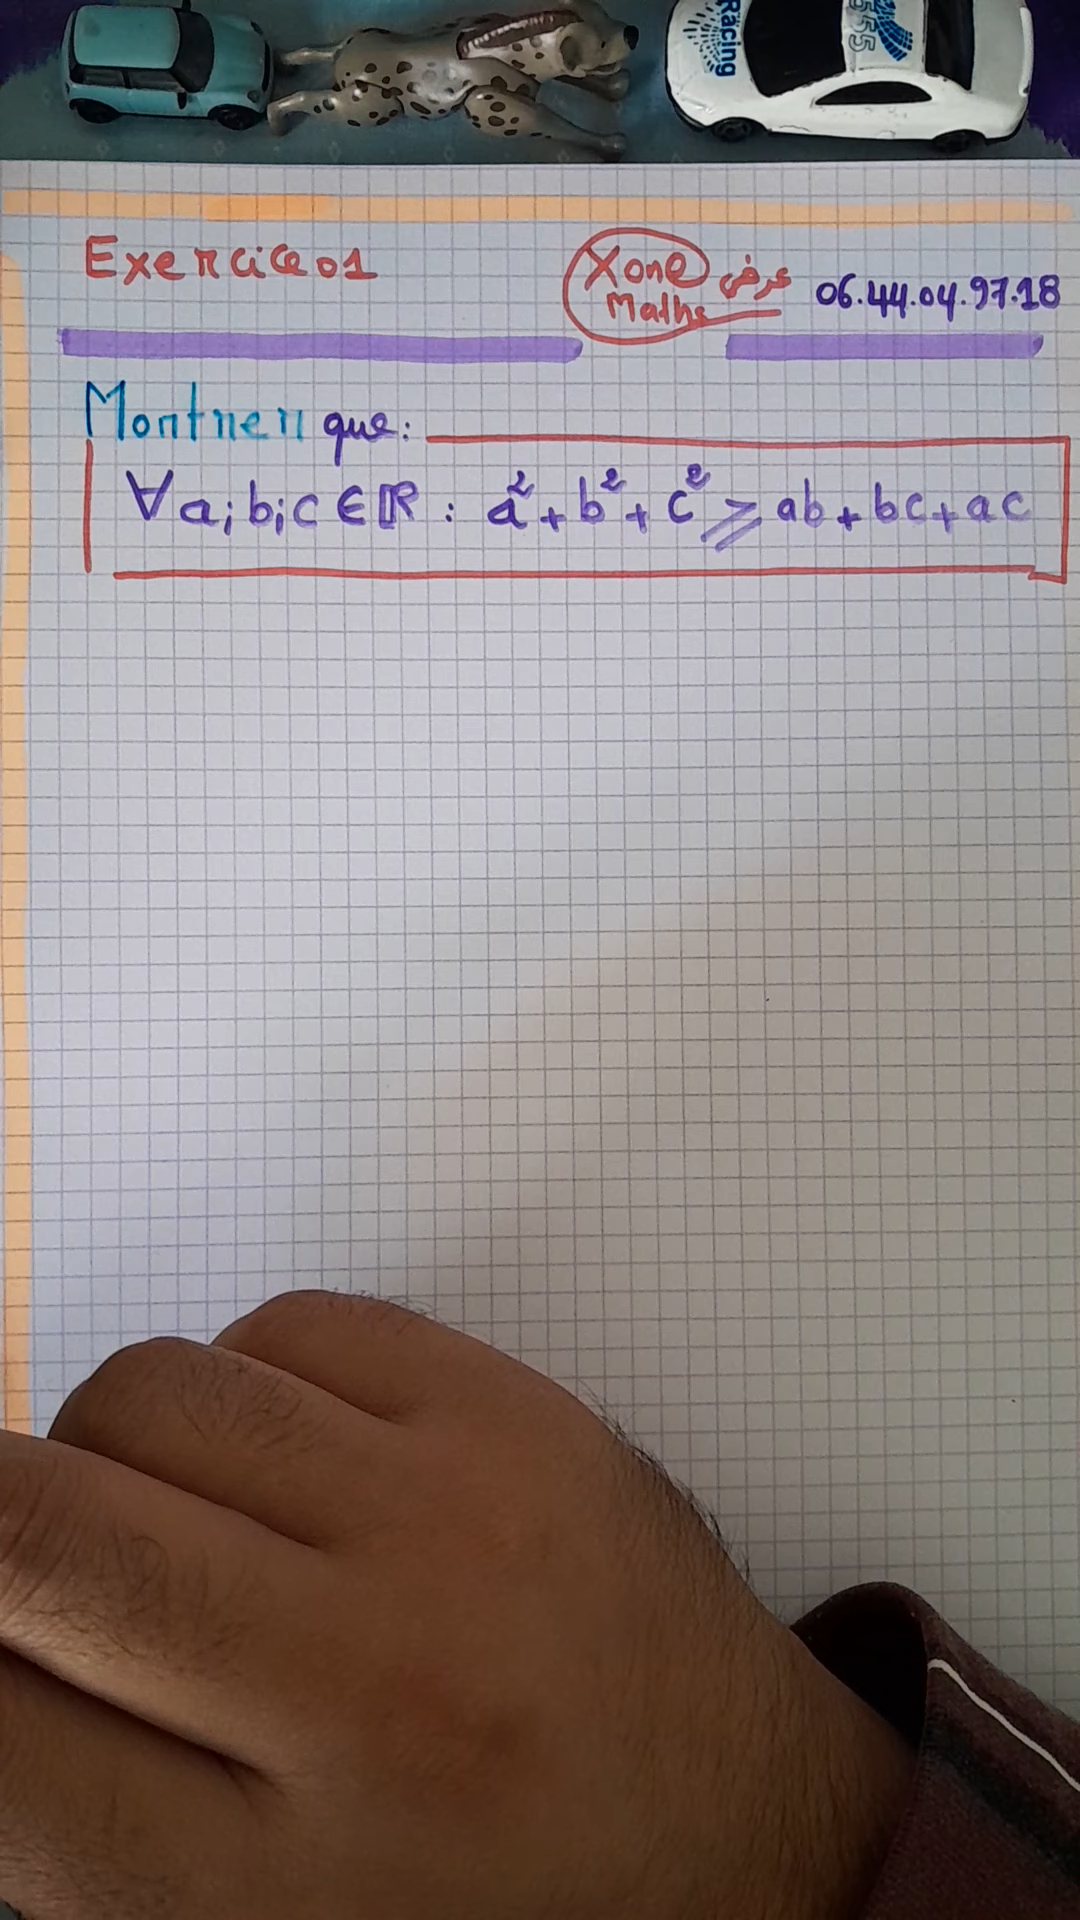 Racing
555
Exercice 01
Xone Maths عرض 06.44.04.97.18
Montrer que:
∀ a;b;c ∈ ℝ : a² + b² + c² ⩾ ab + bc + ac